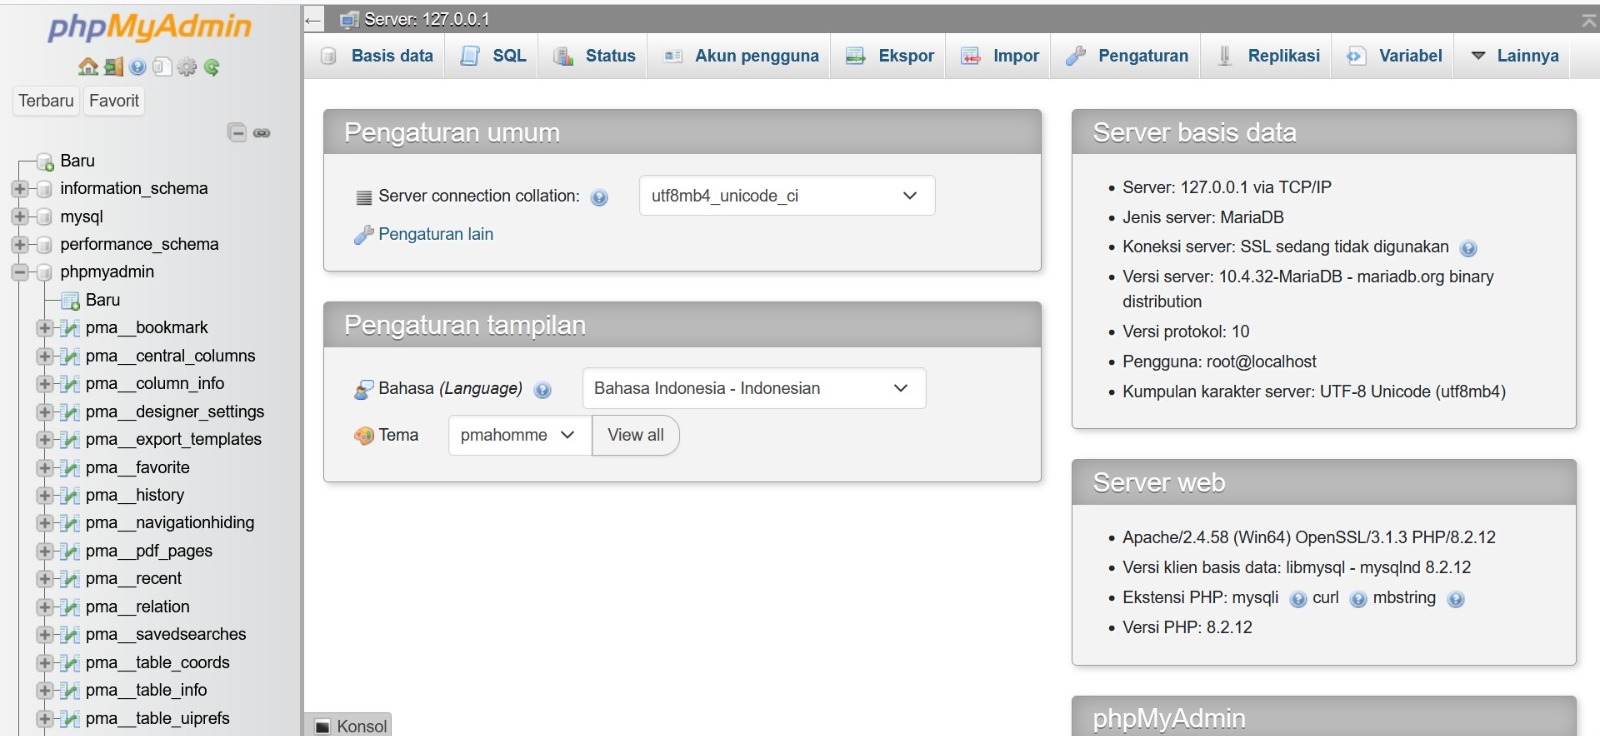 phpMyAdmin
Terbaru Favorit
Baru
information_schema
mysql
performance_schema
phpmyadmin
Baru
pma__bookmark
pma__central_columns
pma__column_info
pma__designer_settings
pma__export_templates
pma__favorite
pma__history
pma__navigationhiding
pma__pdf_pages
pma__recent
pma__relation
pma__savedsearches
pma__table_coords
pma__table_info
pma__table_uiprefs
Server: 127.0.0.1
Basis data SQL Status Akun pengguna Ekspor Impor Pengaturan Replikasi Variabel Lainnya
Pengaturan umum
Server connection collation: utf8mb4_unicode_ci
Pengaturan lain
Pengaturan tampilan
Bahasa (Language) Bahasa Indonesia - Indonesian
Tema pmahomme View all
Server basis data
Server: 127.0.0.1 via TCP/IP
Jenis server: MariaDB
Koneksi server: SSL sedang tidak digunakan
Versi server: 10.4.32-MariaDB - mariadb.org binary
distribution
Versi protokol: 10
Pengguna: root@localhost
Kumpulan karakter server: UTF-8 Unicode (utf8mb4)
Server web
Apache/2.4.58 (Win64) OpenSSL/3.1.3 PHP/8.2.12
Versi klien basis data: libmysql - mysqlnd 8.2.12
Ekstensi PHP: mysqli curl mbstring
Versi PHP: 8.2.12
phpMyAdmin
Konsol